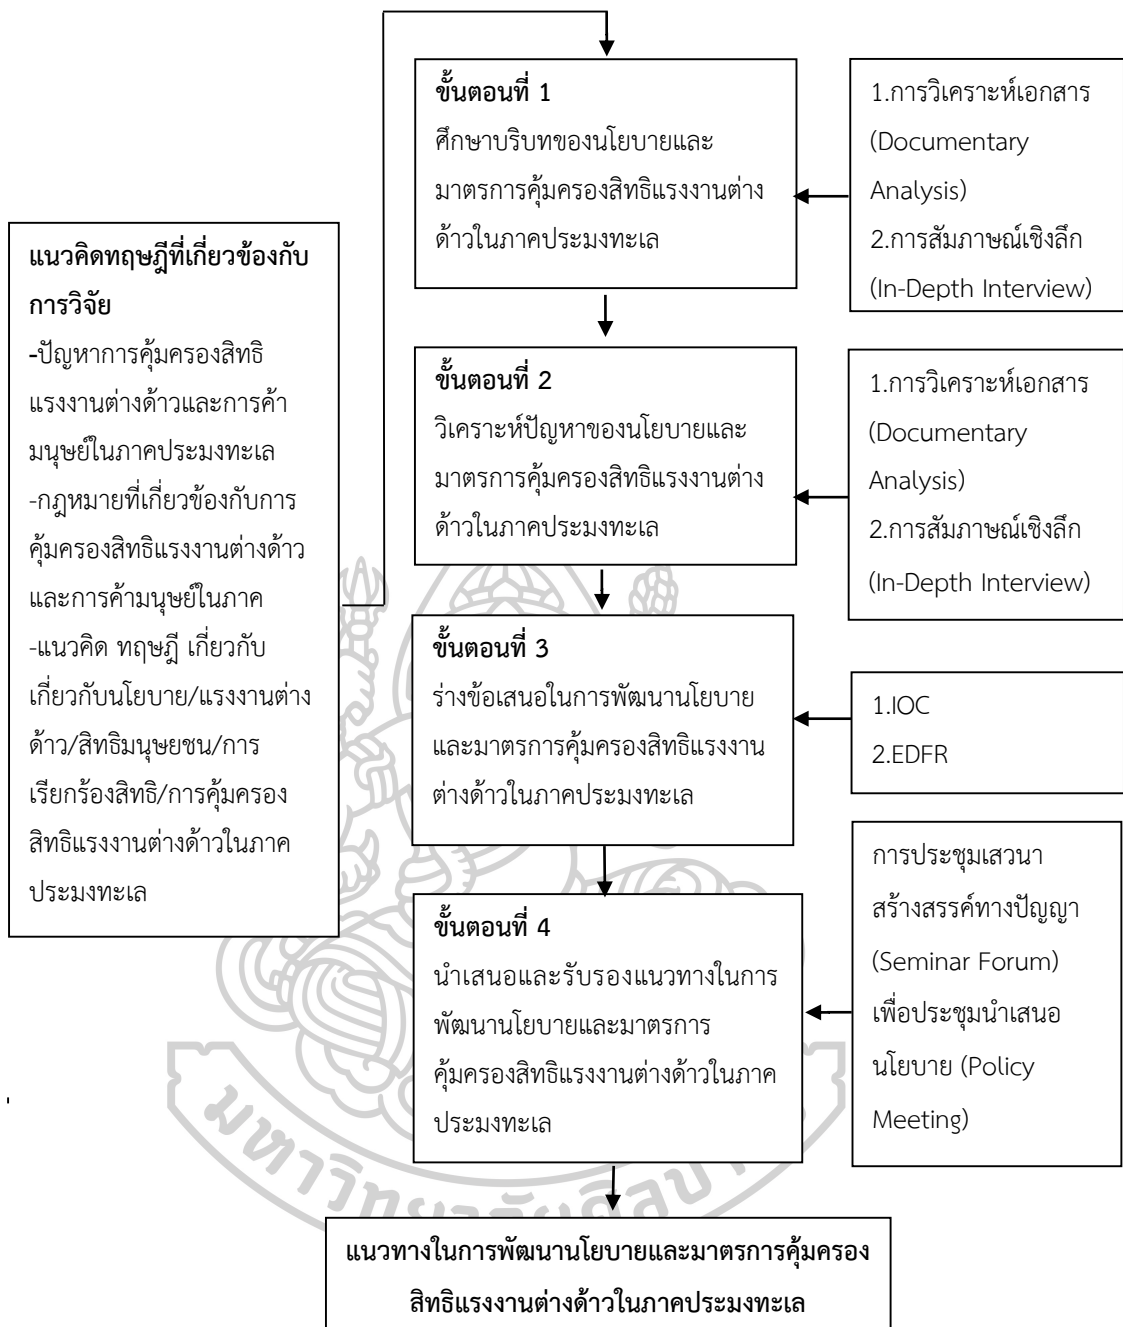 แนวคิดทฤษฎีที่เกี่ยวข้องกับ
การวิจัย
-ปัญหาการคุ้มครองสิทธิ
แรงงานต่างด้าวและการค้า
มนุษย์ในภาคประมงทะเล
-กฎหมายที่เกี่ยวข้องกับการ
คุ้มครองสิทธิแรงงานต่างด้าว
และการค้ามนุษย์ในภาค
-แนวคิด ทฤษฎี เกี่ยวกับ
เกี่ยวกับนโยบาย/แรงงานต่าง
ด้าว/สิทธิมนุษยชน/การ
เรียกร้องสิทธิ/การคุ้มครอง
สิทธิแรงงานต่างด้าวในภาค
ประมงทะเล
ขั้นตอนที่ 1
ศึกษาบริบทของนโยบายและ
มาตรการคุ้มครองสิทธิแรงงานต่าง
ด้าวในภาคประมงทะเล
1.การวิเคราะห์เอกสาร
(Documentary
Analysis)
2.การสัมภาษณ์เชิงลึก
(In-Depth Interview)
ขั้นตอนที่ 2
วิเคราะห์ปัญหาของนโยบายและ
มาตรการคุ้มครองสิทธิแรงงานต่าง
ด้าวในภาคประมงทะเล
1.การวิเคราะห์เอกสาร
(Documentary
Analysis)
2.การสัมภาษณ์เชิงลึก
(In-Depth Interview)
ขั้นตอนที่ 3
ร่างข้อเสนอในการพัฒนานโยบาย
และมาตรการคุ้มครองสิทธิแรงงาน
ต่างด้าวในภาคประมงทะเล
1.IOC
2.EDFR
ขั้นตอนที่ 4
นำเสนอและรับรองแนวทางในการ
พัฒนานโยบายและมาตรการ
คุ้มครองสิทธิแรงงานต่างด้าวในภาค
ประมงทะเล
การประชุมเสวนา
สร้างสรรค์ทางปัญญา
(Seminar Forum)
เพื่อประชุมนำเสนอ
นโยบาย (Policy
Meeting)
แนวทางในการพัฒนานโยบายและมาตรการคุ้มครอง
สิทธิแรงงานต่างด้าวในภาคประมงทะเล